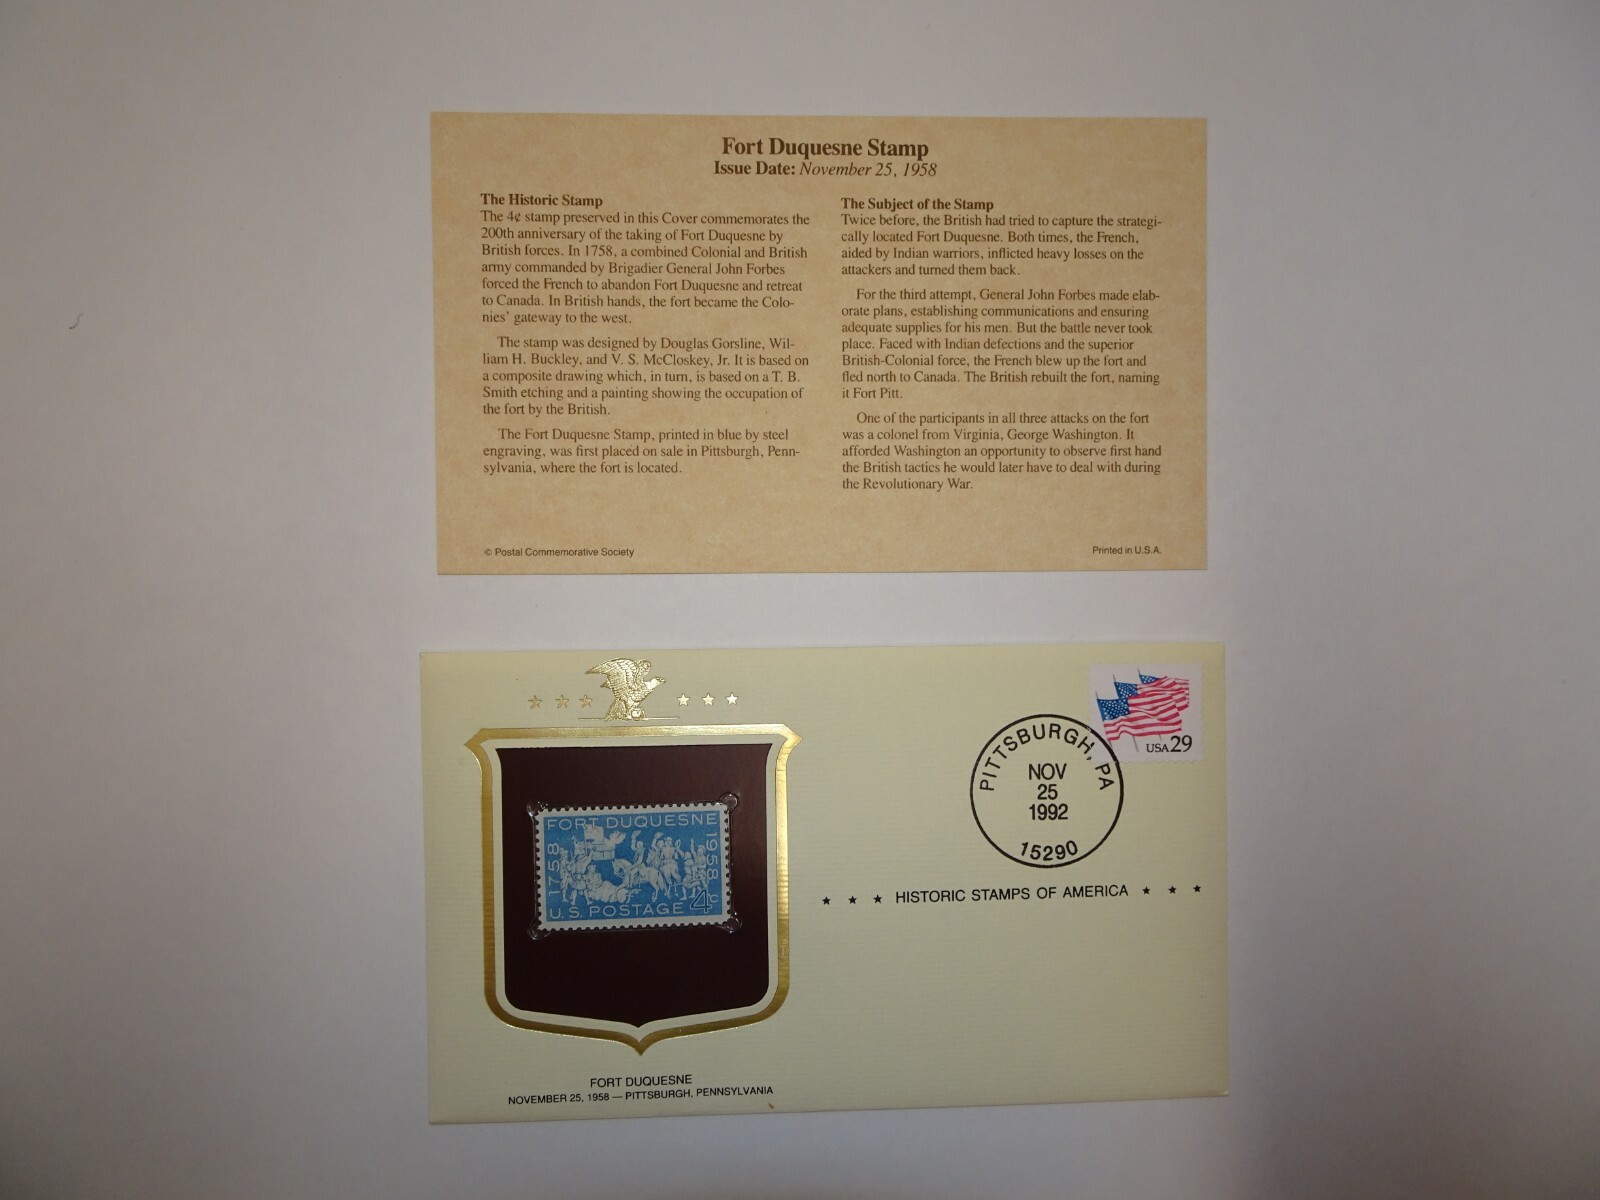 Fort Duquesne Stamp
Issue Date: November 25, 1958
The Historic Stamp
The 4¢ stamp preserved in this Cover commemorates the
200th anniversary of the taking of Fort Duquesne by
British forces. In 1758, a combined Colonial and British
army commanded by Brigadier General John Forbes
forced the French to abandon Fort Duquesne and retreat
to Canada. In British hands, the fort became the Colo-
nies' gateway to the west.
The stamp was designed by Douglas Gorsline, Wil-
liam H. Buckley, and V. S. McCloskey, Jr. It is based on
a composite drawing which, in turn, is based on a T. B.
Smith etching and a painting showing the occupation of
the fort by the British.
The Fort Duquesne Stamp, printed in blue by steel
engraving, was first placed on sale in Pittsburgh, Penn-
sylvania, where the fort is located.
The Subject of the Stamp
Twice before, the British had tried to capture the strategi-
cally located Fort Duquesne. Both times, the French,
aided by Indian warriors, inflicted heavy losses on the
attackers and turned them back.
For the third attempt, General John Forbes made elab-
orate plans, establishing communications and ensuring
adequate supplies for his men. But the battle never took
place. Faced with Indian defections and the superior
British-Colonial force, the French blew up the fort and
fled north to Canada. The British rebuilt the fort, naming
it Fort Pitt.
One of the participants in all three attacks on the fort
was a colonel from Virginia, George Washington. It
afforded Washington an opportunity to observe first hand
the British tactics he would later have to deal with during
the Revolutionary War.
© Postal Commemorative Society
Printed in U.S.A.
FORT DUQUESNE
1758
1958
U.S. POSTAGE 4c
FORT DUQUESNE
NOVEMBER 25, 1958 — PITTSBURGH, PENNSYLVANIA
USA 29
PITTSBURGH, PA
NOV
25
1992
15290
★ ★ ★ HISTORIC STAMPS OF AMERICA ★ ★ ★